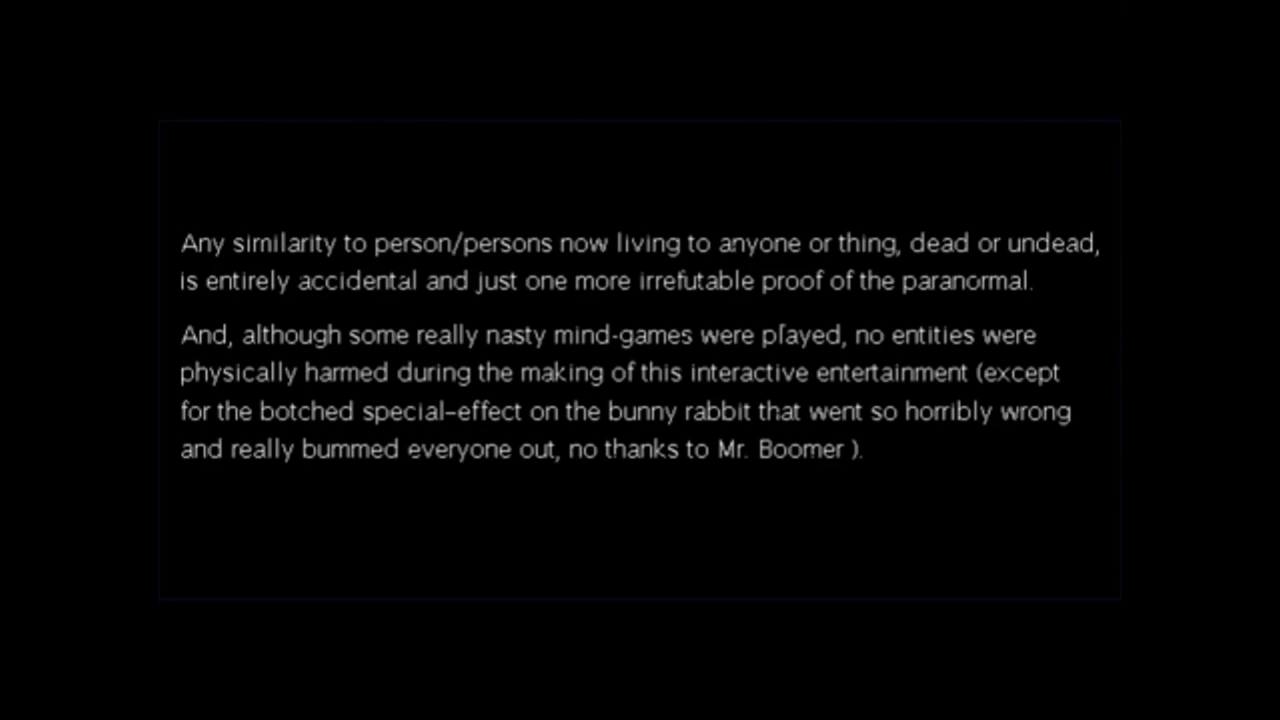 Any similarity to person/persons now living to anyone or thing, dead or undead,
is entirely accidental and just one more irrefutable proof of the paranormal.
And, although some really nasty mind-games were played, no entities were
physically harmed during the making of this interactive entertainment (except
for the botched special-effect on the bunny rabbit that went so horribly wrong
and really bummed everyone out, no thanks to Mr. Boomer ).